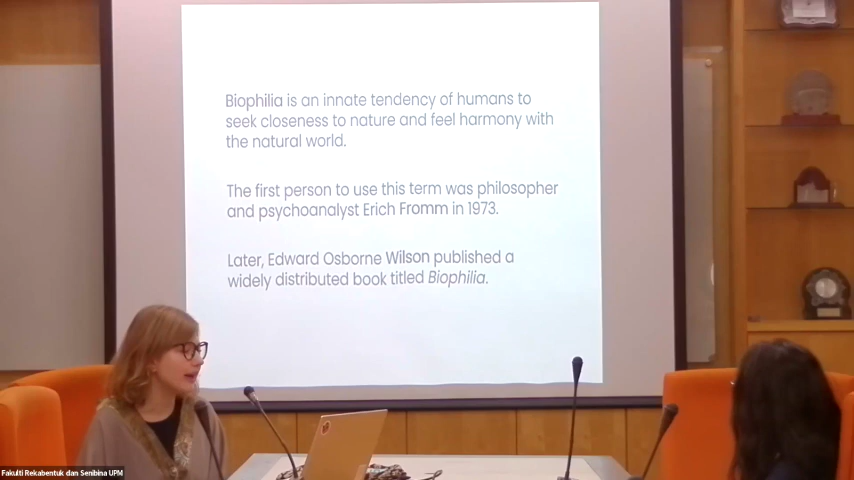 Biophilia is an innate tendency of humans to
seek closeness to nature and feel harmony with
the natural world.
The first person to use this term was philosopher
and psychoanalyst Erich Fromm in 1973.
Later, Edward Osborne Wilson published a
widely distributed book titled Biophilia.
Fakulti Rekabentuk dan Senibina UPM